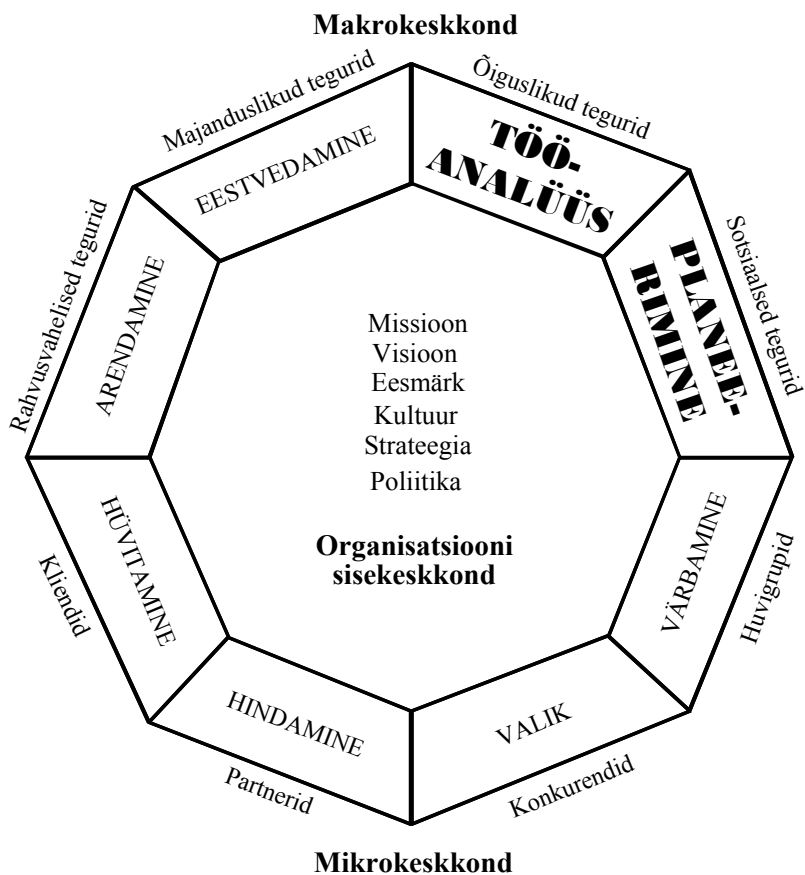 Makrokeskkond
Majanduslikud tegurid
Õiguslikud tegurid
EESTVEDAMINE
TÖÖ-
ANALÜÜS
Rahvusvahelised tegurid
ARENDAMINE
PLANEE-
RIMINE
Sotsiaalsed tegurid
Missioon
Visioon
Eesmärk
Kultuur
Strateegia
Poliitika
Organisatsiooni
sisekeskkond
Kliendid
HÜVITAMINE
VÄRBAMINE
Huvigrupid
HINDAMINE
VALIK
Partnerid
Konkurendid
Mikrokeskkond